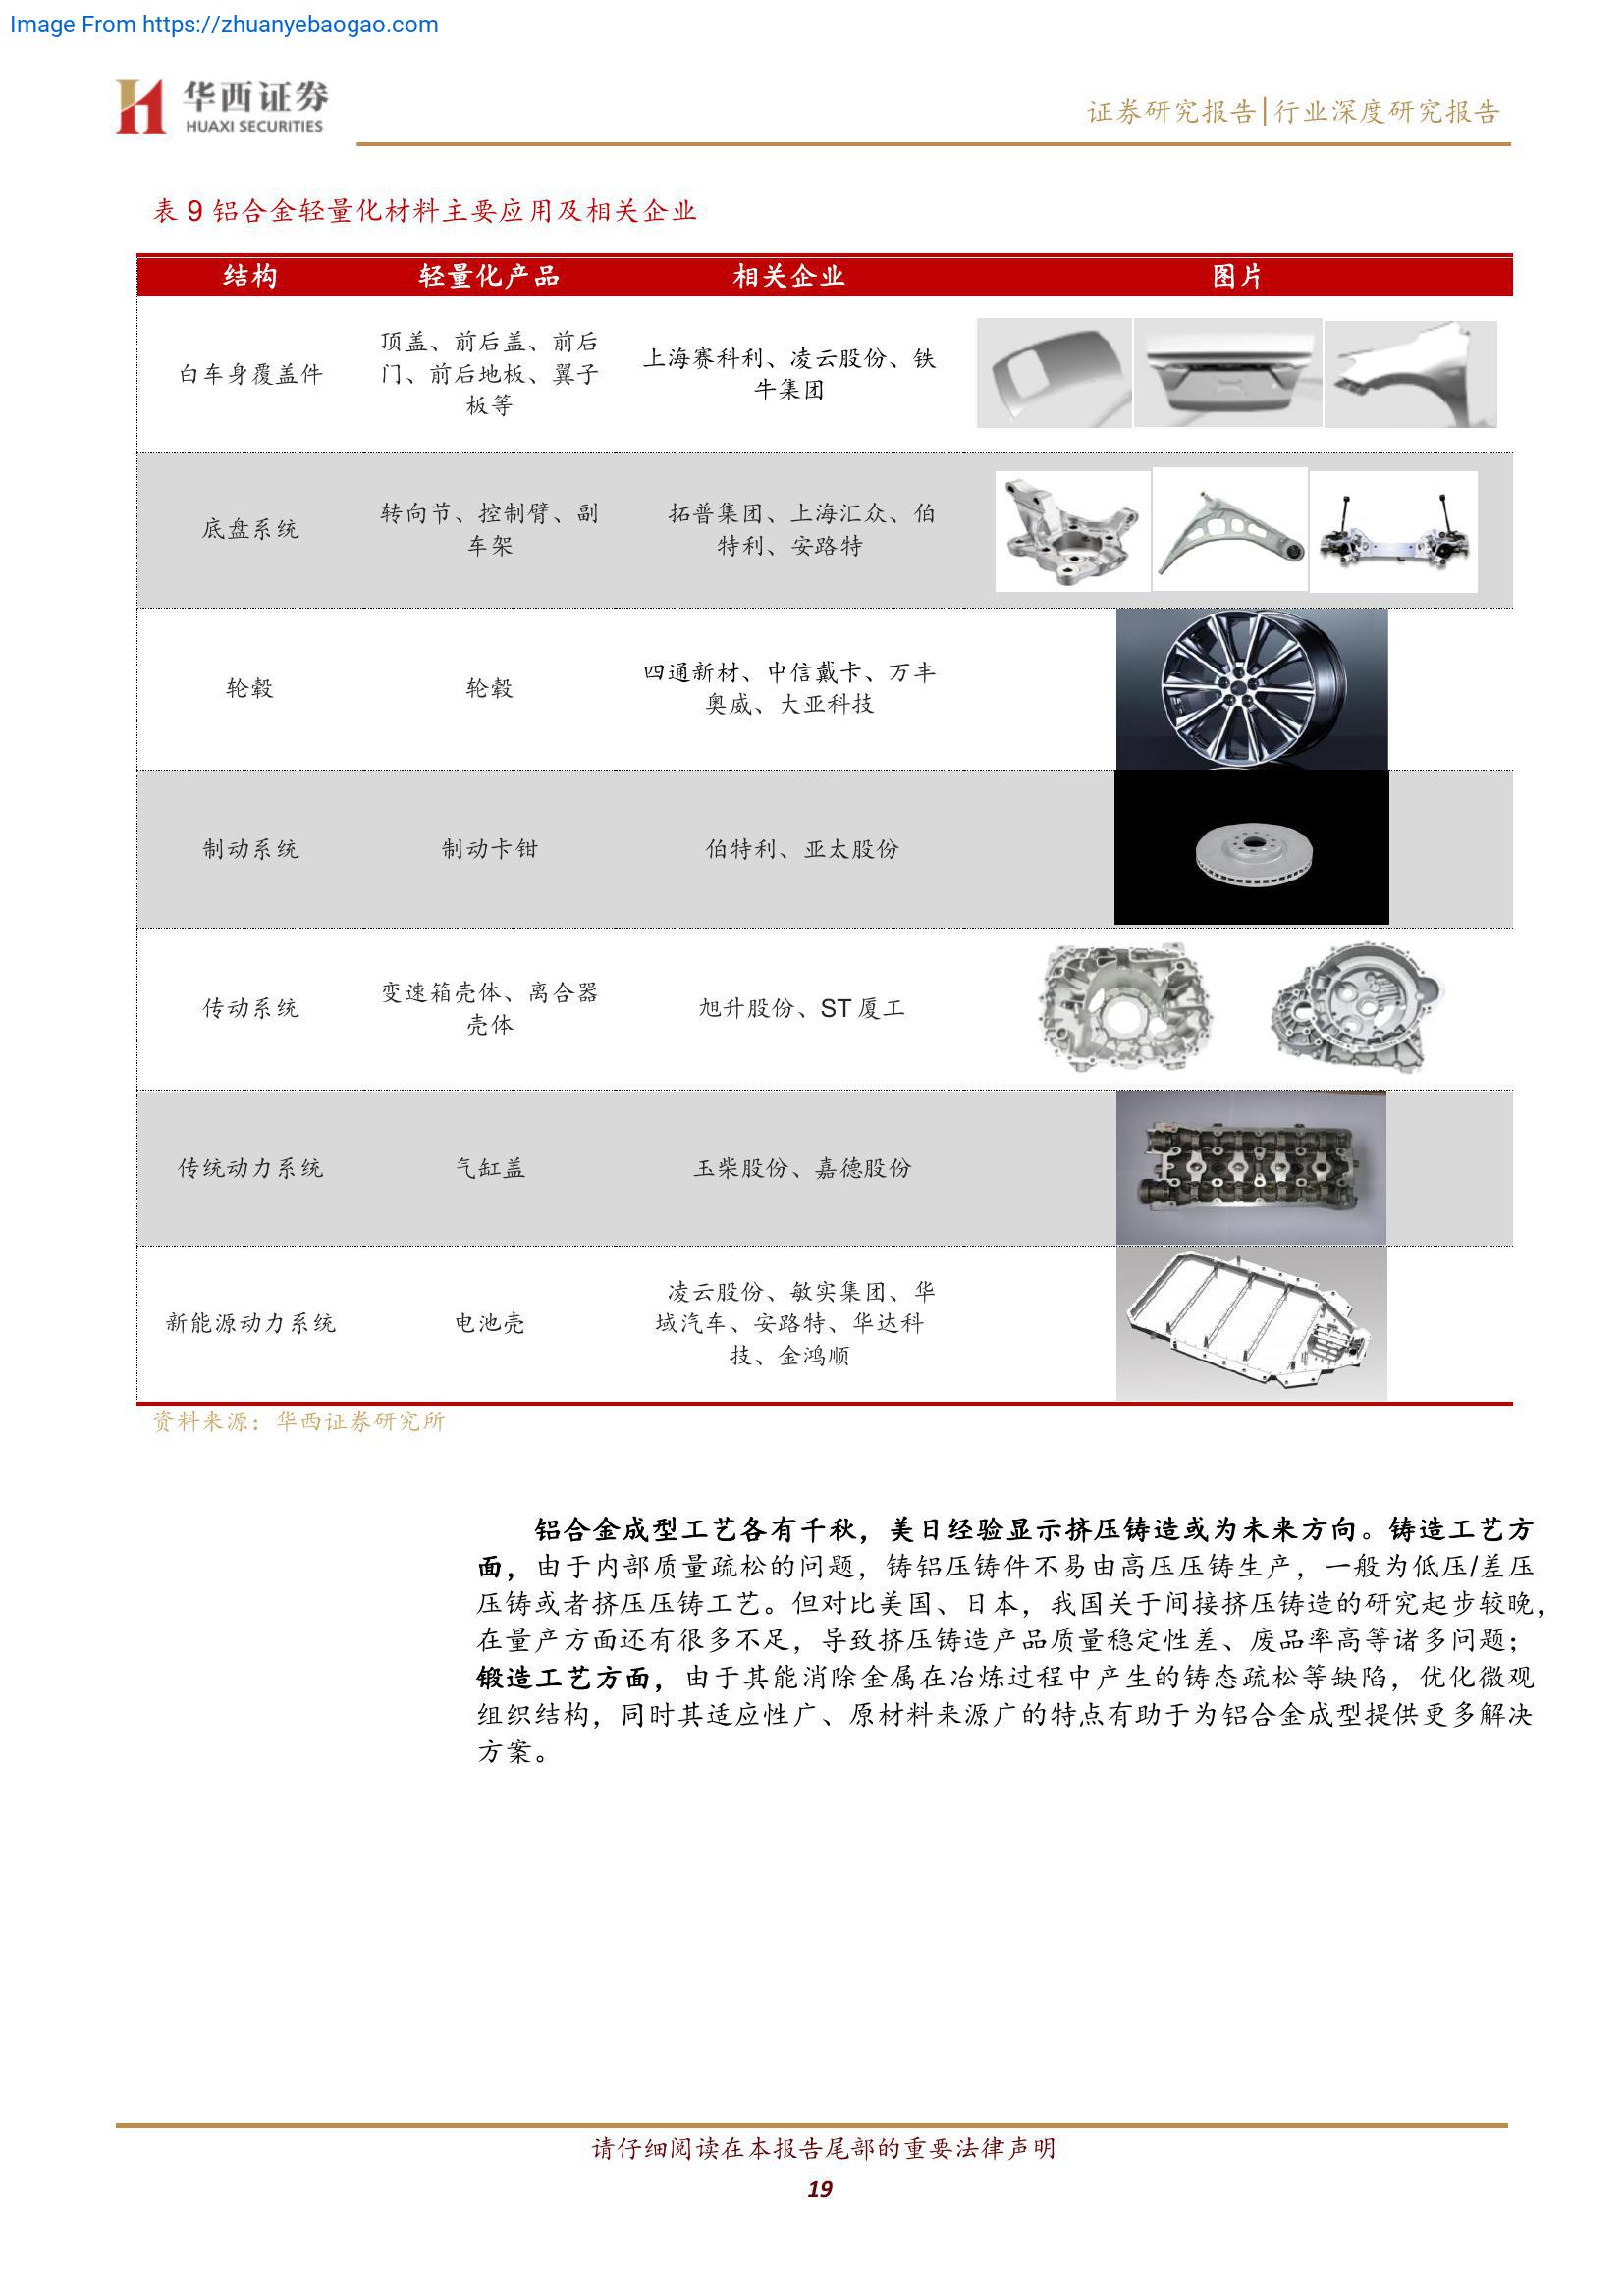 Image From https://zhuanyebaogao.com
华西证券
HUAXI SECURITIES
证券研究报告|行业深度研究报告
表 9 铝合金轻量化材料主要应用及相关企业
结构 轻量化产品 相关企业 图片
白车身覆盖件
顶盖、前后盖、前后
门、前后地板、翼子
板等
上海赛科利、凌云股份、铁
牛集团
底盘系统
转向节、控制臂、副
车架
拓普集团、上海汇众、伯
特利、安路特
轮毂
轮毂
四通新材、中信戴卡、万丰
奥威、大亚科技
制动系统
制动卡钳
伯特利、亚太股份
传动系统
变速箱壳体、离合器
壳体
旭升股份、ST 厦工
传统动力系统
气缸盖
玉柴股份、嘉德股份
新能源动力系统
电池壳
凌云股份、敏实集团、华
域汽车、安路特、华达科
技、金鸿顺
资料来源：华西证券研究所
铝合金成型工艺各有千秋，美日经验显示挤压铸造或为未来方向。铸造工艺方
面，由于内部质量疏松的问题，铸铝压铸件不易由高压压铸生产，一般为低压/差压
压铸或者挤压压铸工艺。但对比美国、日本，我国关于间接挤压铸造的研究起步较晚，
在量产方面还有很多不足，导致挤压铸造产品质量稳定性差、废品率高等诸多问题；
锻造工艺方面，由于其能消除金属在冶炼过程中产生的铸态疏松等缺陷，优化微观
组织结构，同时其适应性广、原材料来源广的特点有助于为铝合金成型提供更多解决
方案。
请仔细阅读在本报告尾部的重要法律声明
19